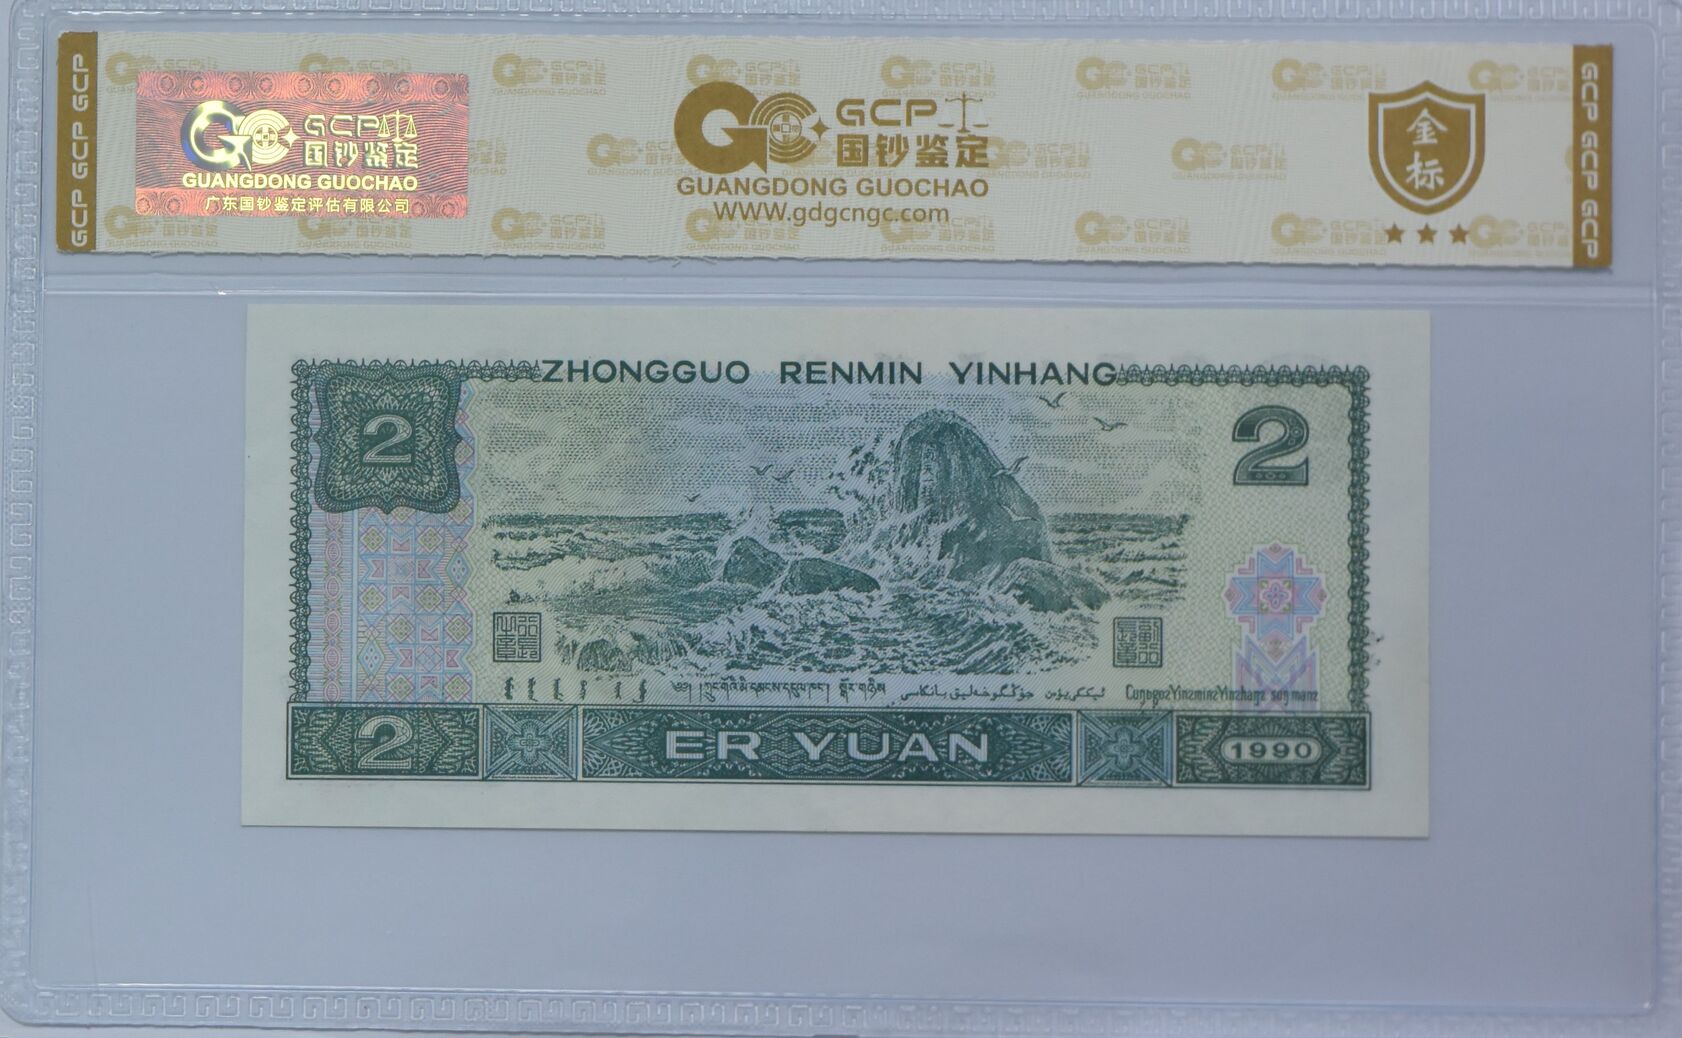 GCP GCP GCP
GCP 国钞鉴定
GUANGDONG GUOCHAO
广东国钞鉴定评估有限公司
GCP
国钞鉴定
GUANGDONG GUOCHAO
WWW.gdgcngc.com
金标
GCP GCP GCP
ZHONGGUO RENMIN YINHANG
2
2
2
ER YUAN
1990